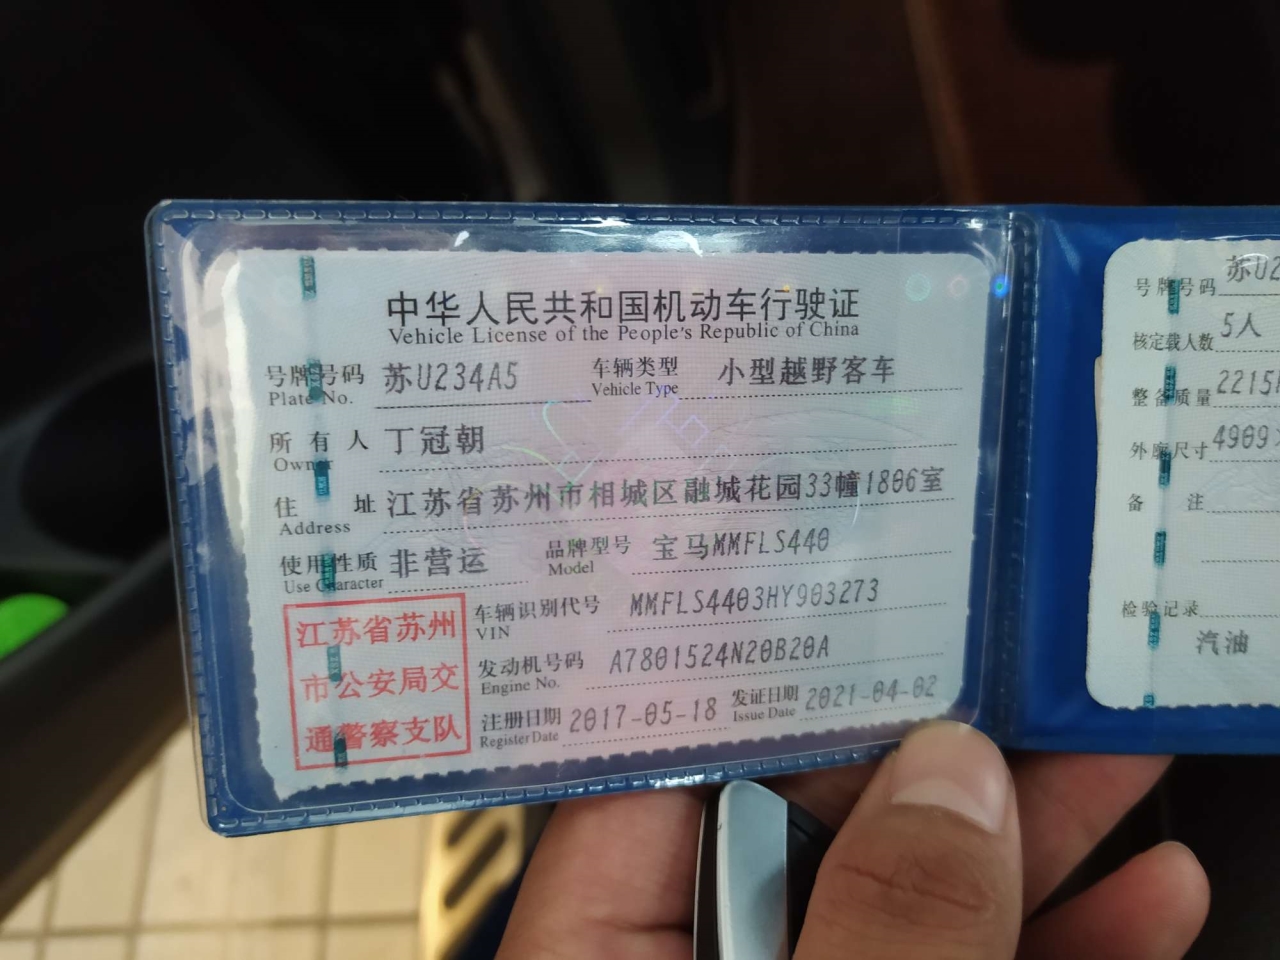 中华人民共和国机动车行驶证
Vehicle License of the People's Republic of China
号牌号码 苏U234A5 车辆类型 小型越野客车
Plate No. Vehicle Type
所有人 丁冠朝
Owner
住址 江苏省苏州市相城区融城花园33幢1806室
Address
使用性质 非营运 品牌型号 宝马MMFLS440
Use Character Model
江苏省苏州
市公安局交
通警察支队
车辆识别代号 MMFLS4403HY903273
VIN
发动机号码 A7801524N20B20A
Engine No.
注册日期 2017-05-18 发证日期 2021-04-02
Register Date Issue Date
号牌号码 苏U2
核定载人数 5人
整备质量 2215
外廓尺寸 4909
备注
检验记录
汽油